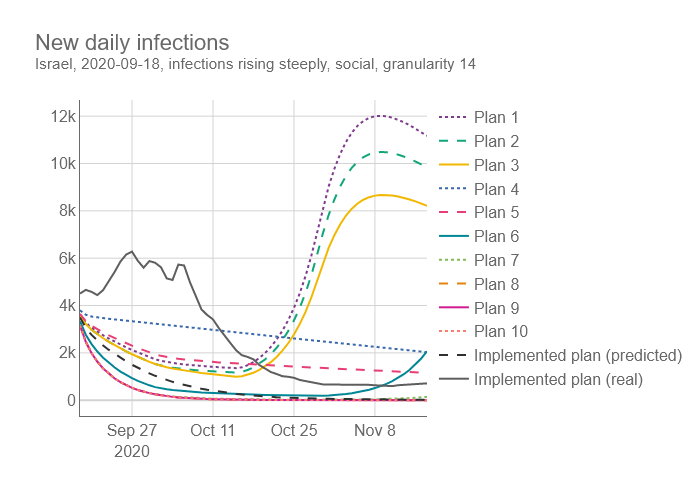 New daily infections
Israel, 2020-09-18, infections rising steeply, social, granularity 14
12k
10k
8k
6k
4k
2k
0
Sep 27
2020
Oct 11
Oct 25
Nov 8
Plan 1
Plan 2
Plan 3
Plan 4
Plan 5
Plan 6
Plan 7
Plan 8
Plan 9
Plan 10
Implemented plan (predicted)
Implemented plan (real)